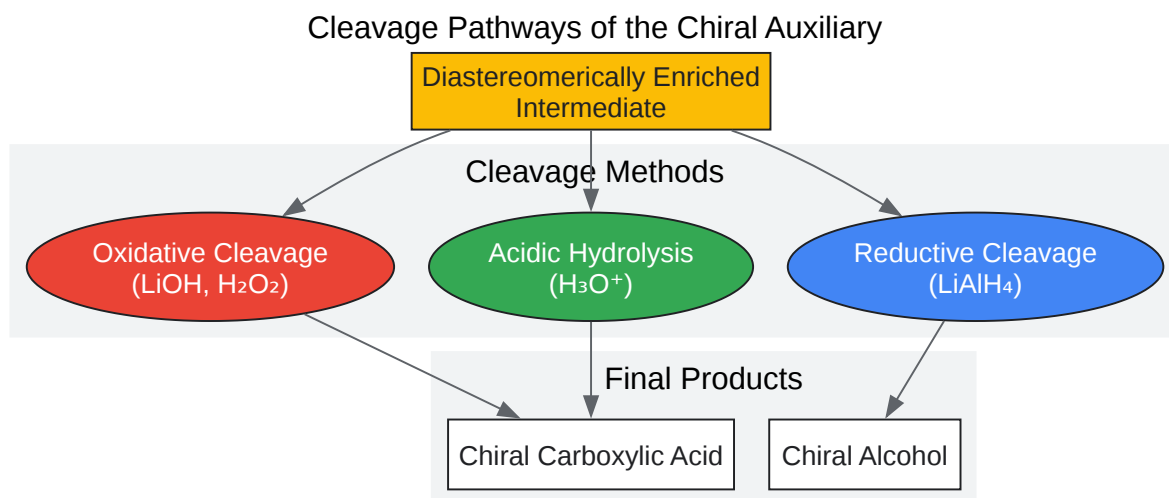 Cleavage Pathways of the Chiral Auxiliary
Diastereomerically Enriched
Intermediate
Cleavage Methods
Oxidative Cleavage
(LiOH, H₂O₂)
Acidic Hydrolysis
(H₃O⁺)
Reductive Cleavage
(LiAlH₄)
Final Products
Chiral Carboxylic Acid
Chiral Alcohol